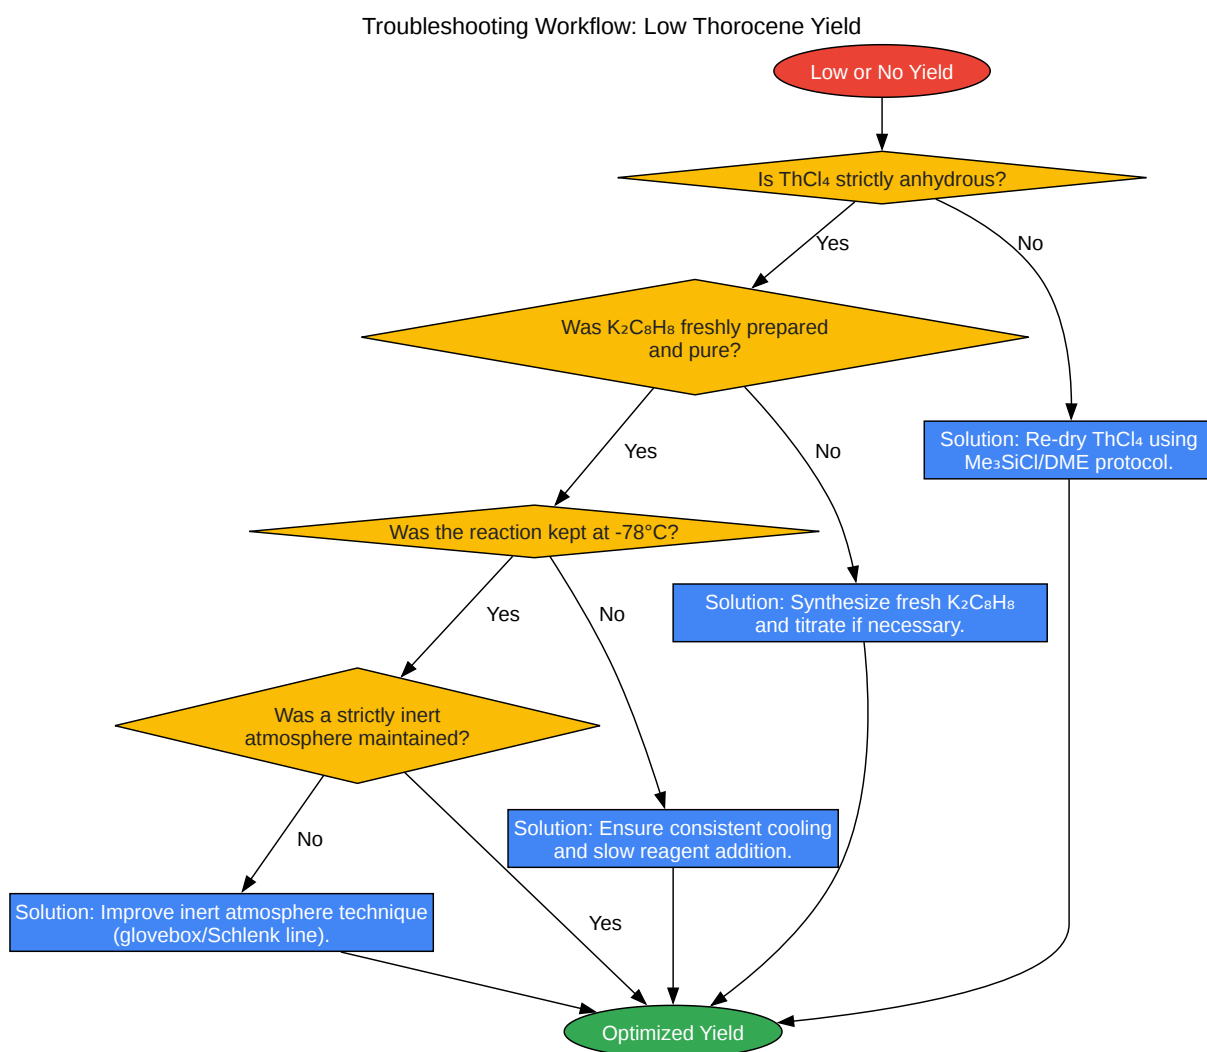 Troubleshooting Workflow: Low Thorocene Yield
Low or No Yield
Is ThCl₄ strictly anhydrous?
Yes
No
Was K₂C₈H₈ freshly prepared
and pure?
Yes
No
Solution: Re-dry ThCl₄ using
Me₃SiCl/DME protocol.
Was the reaction kept at -78°C?
Yes
No
Solution: Synthesize fresh K₂C₈H₈
and titrate if necessary.
Was a strictly inert
atmosphere maintained?
No
Yes
Solution: Ensure consistent cooling
and slow reagent addition.
Solution: Improve inert atmosphere technique
(glovebox/Schlenk line).
Optimized Yield